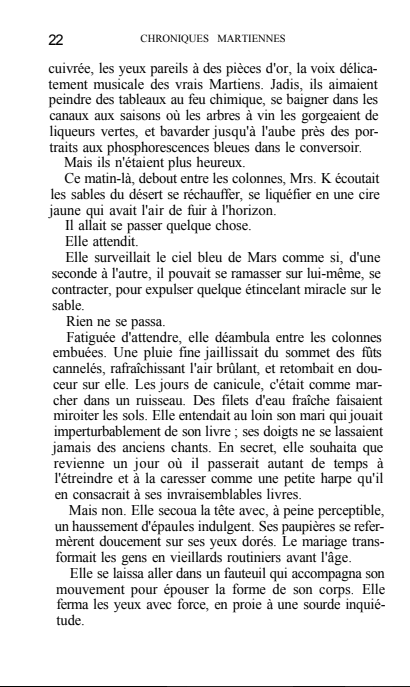 22 CHRONIQUES MARTIENNES
cuivrée, les yeux pareils à des pièces d'or, la voix délica-
tement musicale des vrais Martiens. Jadis, ils aimaient
peindre des tableaux au feu chimique, se baigner dans les
canaux aux saisons où les arbres à vin les gorgeaient de
liqueurs vertes, et bavarder jusqu'à l'aube près des por-
traits aux phosphorescences bleues dans le conversoir.
Mais ils n'étaient plus heureux.
Ce matin-là, debout entre les colonnes, Mrs. K écoutait
les sables du désert se réchauffer, se liquéfier en une cire
jaune qui avait l'air de fuir à l'horizon.
Il allait se passer quelque chose.
Elle attendit.
Elle surveillait le ciel bleu de Mars comme si, d'une
seconde à l'autre, il pouvait se ramasser sur lui-même, se
contracter, pour expulser quelque étincelant miracle sur le
sable.
Rien ne se passa.
Fatiguée d'attendre, elle déambula entre les colonnes
embuées. Une pluie fine jaillissait du sommet des fûts
cannelés, rafraîchissant l'air brûlant, et retombait en dou-
ceur sur elle. Les jours de canicule, c'était comme mar-
cher dans un ruisseau. Des filets d'eau fraîche faisaient
miroiter les sols. Elle entendait au loin son mari qui jouait
imperturbablement de son livre ; ses doigts ne se lassaient
jamais des anciens chants. En secret, elle souhaita que
revienne un jour où il passerait autant de temps à
l'étreindre et à la caresser comme une petite harpe qu'il
en consacrait à ses invraisemblables livres.
Mais non. Elle secoua la tête avec, à peine perceptible,
un haussement d'épaules indulgent. Ses paupières se refer-
mèrent doucement sur ses yeux dorés. Le mariage trans-
formait les gens en vieillards routiniers avant l'âge.
Elle se laissa aller dans un fauteuil qui accompagna son
mouvement pour épouser la forme de son corps. Elle
ferma les yeux avec force, en proie à une sourde inquié-
tude.